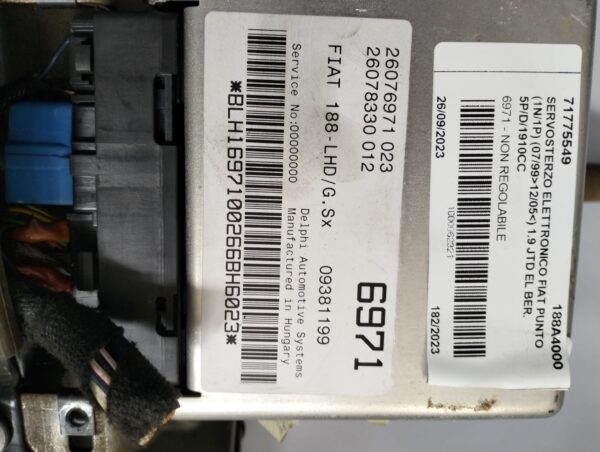 26076971 023
26078330 012
FIAT 188-LHD/G.Sx 09381199
6971
Service No:00000000
Delphi Automotive Systems
Manufactured in Hungary
*BLH16971002668H6023*
71775549 188A4000
SERVOSTERZO ELETTRONICO FIAT PUNTO
(1N/1P) (07/99>12/05<) 1.9 JTD EL BER.
5P/D/1910CC
6971 - NON REGOLABILE
26/09/2023 182/2023